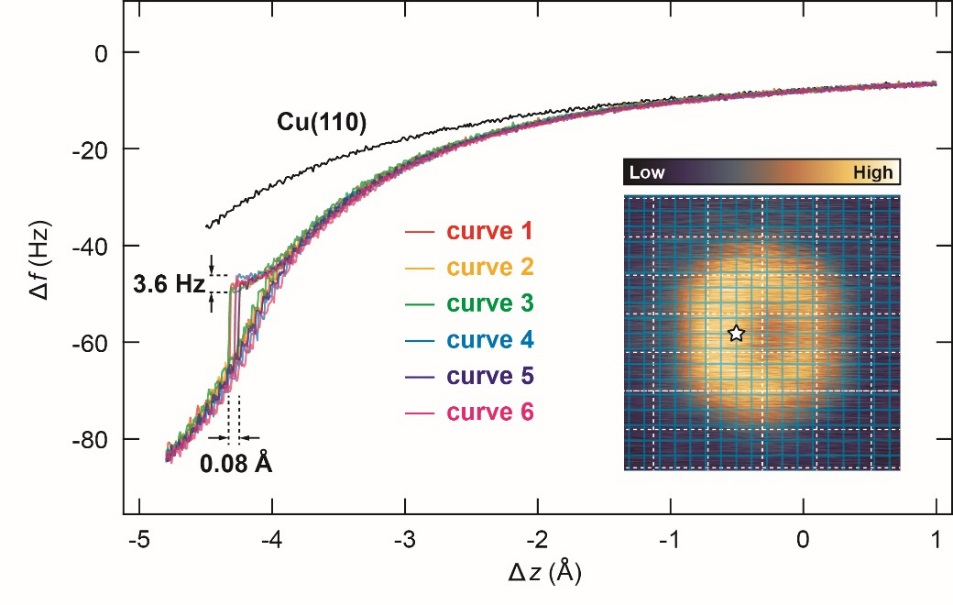 0
-20
-40
-60
-80
Δf (Hz)
Cu(110)
3.6 Hz
0.08 Å
curve 1
curve 2
curve 3
curve 4
curve 5
curve 6
Low High
-5 -4 -3 -2 -1 0 1
Δz (Å)